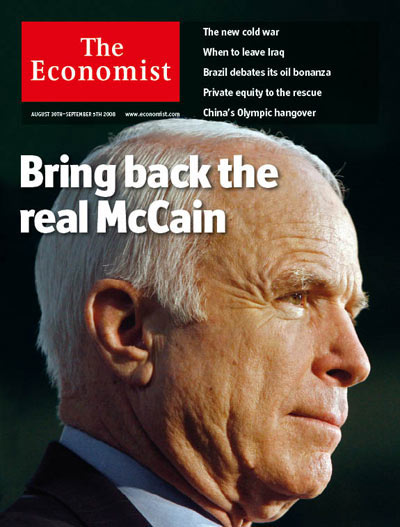 The
Economist
AUGUST 30TH–SEPTEMBER 5TH 2008 www.economist.com
The new cold war
When to leave Iraq
Brazil debates its oil bonanza
Private equity to the rescue
China's Olympic hangover
Bring back the
real McCain